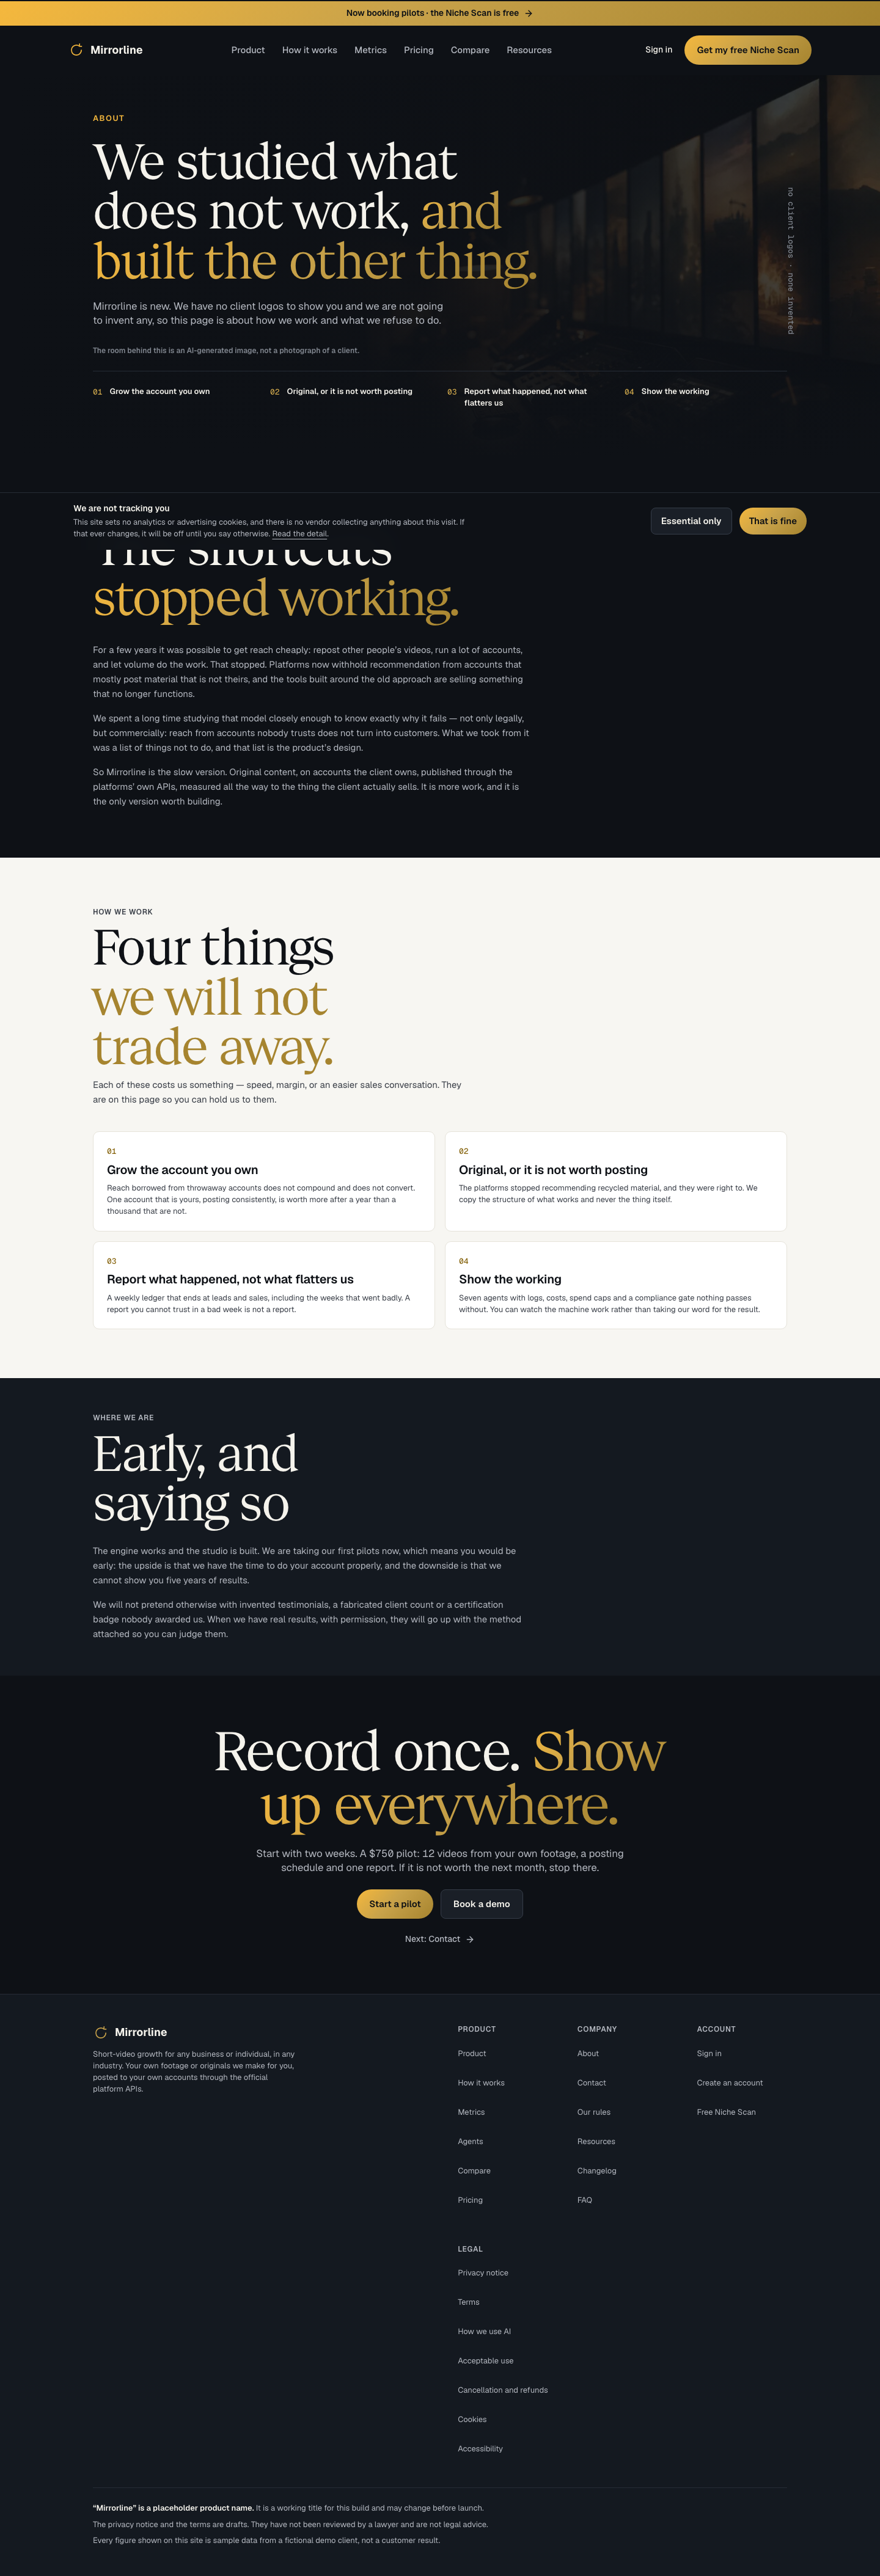 Now booking pilots · the Niche Scan is free →
Mirrorline
Product How it works Metrics Pricing Compare Resources
Sign in
Get my free Niche Scan
ABOUT
We studied what
does not work, and
built the other thing.
Mirrorline is new. We have no client logos to show you and we are not going
to invent any, so this page is about how we work and what we refuse to do.
no client logos · none invented
The room behind this is an AI-generated image, not a photograph of a client.
01 Grow the account you own
02 Original, or it is not worth posting
03 Report what happened, not what
flatters us
04 Show the working
We are not tracking you
This site sets no analytics or advertising cookies, and there is no vendor collecting anything about this visit. If
that ever changes, it will be off until you say otherwise. Read the detail.
Essential only
That is fine
The shortcuts
stopped working.
For a few years it was possible to get reach cheaply: repost other people's videos, run a lot of accounts,
and let volume do the work. That stopped. Platforms now withhold recommendation from accounts that
mostly post material that is not theirs, and the tools built around the old approach are selling something
that no longer functions.
We spent a long time studying that model closely enough to know exactly why it fails — not only legally,
but commercially: reach from accounts nobody trusts does not turn into customers. What we took from it
was a list of things not to do, and that list is the product's design.
So Mirrorline is the slow version. Original content, on accounts the client owns, published through the
platforms' own APIs, measured all the way to the thing the client actually sells. It is more work, and it is
the only version worth building.
HOW WE WORK
Four things
we will not
trade away.
Each of these costs us something — speed, margin, or an easier sales conversation. They
are on this page so you can hold us to them.
01
Grow the account you own
Reach borrowed from throwaway accounts does not compound and does not convert.
One account that is yours, posting consistently, is worth more after a year than a
thousand that are not.
02
Original, or it is not worth posting
The platforms stopped recommending recycled material, and they were right to. We
copy the structure of what works and never the thing itself.
03
Report what happened, not what flatters us
A weekly ledger that ends at leads and sales, including the weeks that went badly. A
report you cannot trust in a bad week is not a report.
04
Show the working
Seven agents with logs, costs, spend caps and a compliance gate nothing passes
without. You can watch the machine work rather than taking our word for the result.
WHERE WE ARE
Early, and
saying so
The engine works and the studio is built. We are taking our first pilots now, which means you would be
early: the upside is that we have the time to do your account properly, and the downside is that we
cannot show you five years of results.
We will not pretend otherwise with invented testimonials, a fabricated client count or a certification
badge nobody awarded us. When we have real results, with permission, they will go up with the method
attached so you can judge them.
Record once. Show
up everywhere.
Start with two weeks. A $750 pilot: 12 videos from your own footage, a posting
schedule and one report. If it is not worth the next month, stop there.
Start a pilot
Book a demo
Next: Contact →
Mirrorline
Short-video growth for any business or individual, in any
industry. Your own footage or originals we make for you,
posted to your own accounts through the official
platform APIs.
PRODUCT
Product
How it works
Metrics
Agents
Compare
Pricing
COMPANY
About
Contact
Our rules
Resources
Changelog
FAQ
ACCOUNT
Sign in
Create an account
Free Niche Scan
LEGAL
Privacy notice
Terms
How we use AI
Acceptable use
Cancellation and refunds
Cookies
Accessibility
“Mirrorline” is a placeholder product name. It is a working title for this build and may change before launch.
The privacy notice and the terms are drafts. They have not been reviewed by a lawyer and are not legal advice.
Every figure shown on this site is sample data from a fictional demo client, not a customer result.